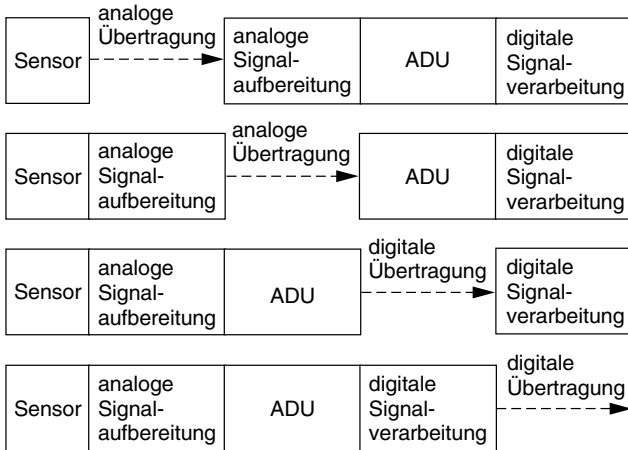 analoge
Übertragung
Sensor
analoge
Signal-
aufbereitung
ADU
digitale
Signal-
verarbeitung
Sensor
analoge
Signal-
aufbereitung
analoge
Übertragung
ADU
digitale
Signal-
verarbeitung
Sensor
analoge
Signal-
aufbereitung
ADU
digitale
Übertragung
digitale
Signal-
verarbeitung
Sensor
analoge
Signal-
aufbereitung
ADU
digitale
Signal-
verarbeitung
digitale
Übertragung